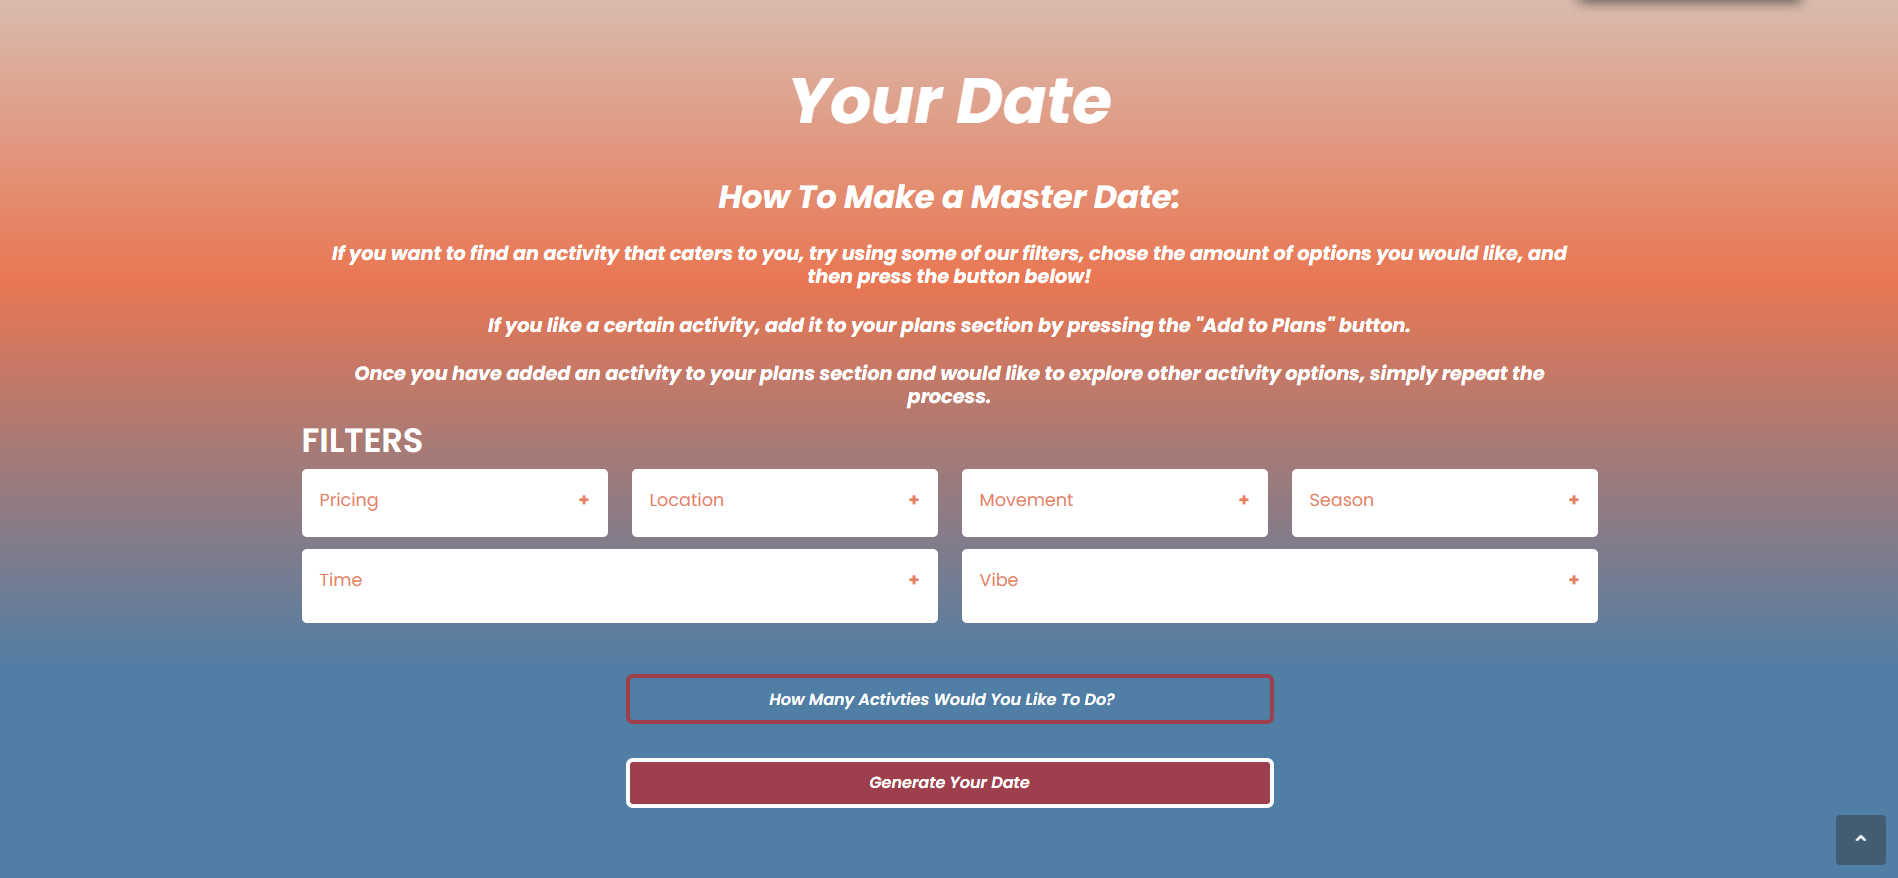 Your Date
How To Make a Master Date:
If you want to find an activity that caters to you, try using some of our filters, chose the amount of options you would like, and
then press the button below!
If you like a certain activity, add it to your plans section by pressing the "Add to Plans" button.
Once you have added an activity to your plans section and would like to explore other activity options, simply repeat the
process.
FILTERS
Pricing +
Location +
Movement +
Season +
Time +
Vibe +
How Many Activties Would You Like To Do?
Generate Your Date